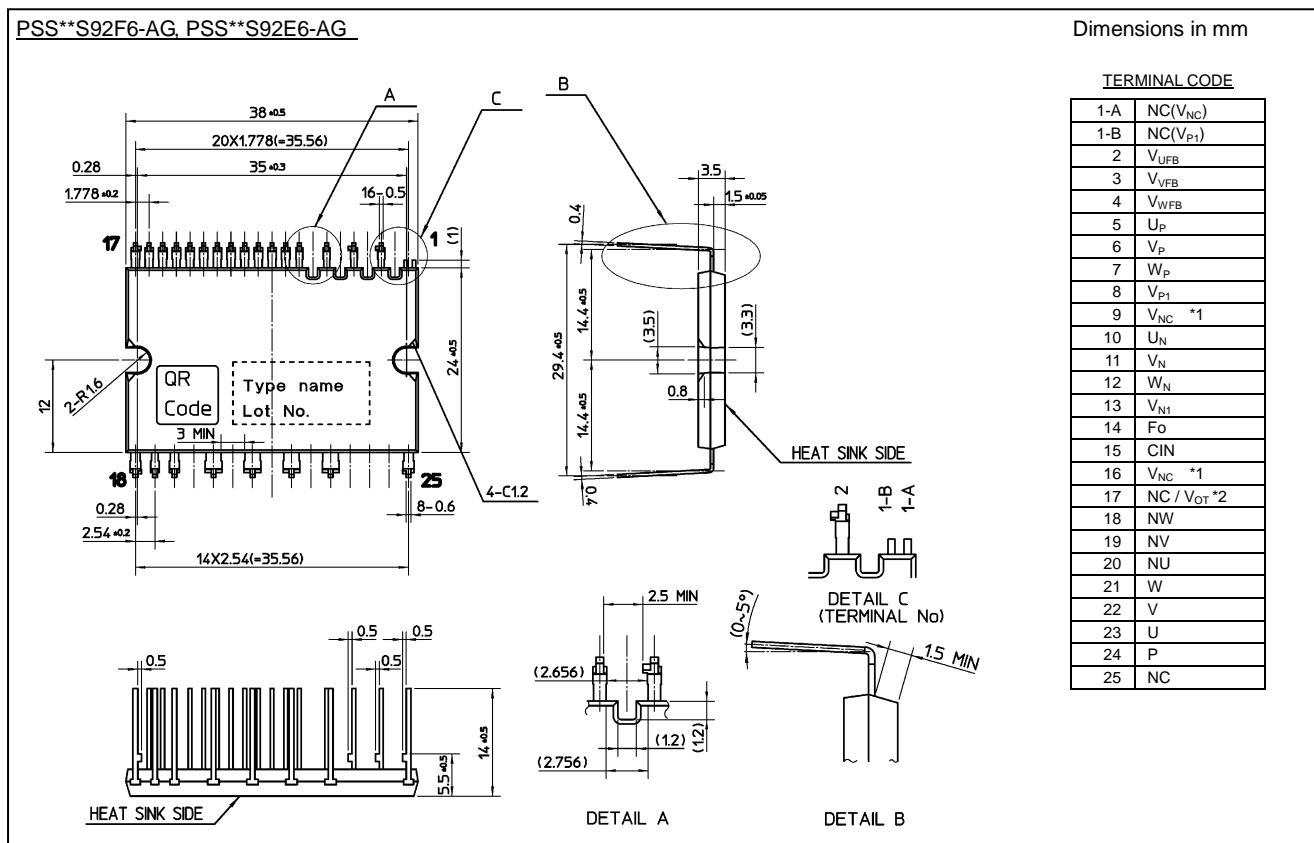 PSS**S92F6-AG, PSS**S92E6-AG
Dimensions in mm
A
C
B
38 ±0.5
20X1.778(=35.56)
35 ±0.3
0.28
1.778 ±0.2
16-0.5
17
1
(1)
QR
Code
Type name
Lot No.
3 MIN
12
2-R1.6
24 ±0.5
18
25
0.28
2.54 ±0.2
14X2.54(=35.56)
8-0.6
4-C1.2
3.5
1.5 ±0.05
0.4
29.4 ±0.5
14.4 ±0.5
14.4 ±0.5
(3.5)
(3.3)
0.8
0.4
HEAT SINK SIDE
2
1-B
1-A
DETAIL C
(TERMINAL No)
0.5
0.5
0.5
0.5
5.5 ±0.5
14 ±0.5
HEAT SINK SIDE
2.5 MIN
(2.656)
(1.2)
(1.2)
(2.756)
DETAIL A
(0~5°)
1.5 MIN
DETAIL B
TERMINAL CODE
1-A NC(VNC)
1-B NC(VP1)
2 VUFB
3 VVFB
4 VWFB
5 UP
6 VP
7 WP
8 VP1
9 VNC *1
10 UN
11 VN
12 WN
13 VN1
14 Fo
15 CIN
16 VNC *1
17 NC / VOT *2
18 NW
19 NV
20 NU
21 W
22 V
23 U
24 P
25 NC